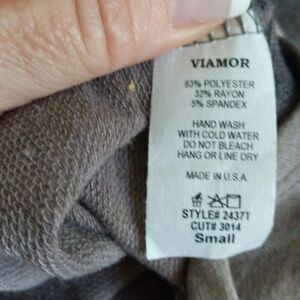 VIAMOR
63% POLYESTER
32% RAYON
5% SPANDEX
HAND WASH
WITH COLD WATER
DO NOT BLEACH
HANG OR LINE DRY
MADE IN U.S.A.
STYLE# 2437T
CUT# 3014
Small